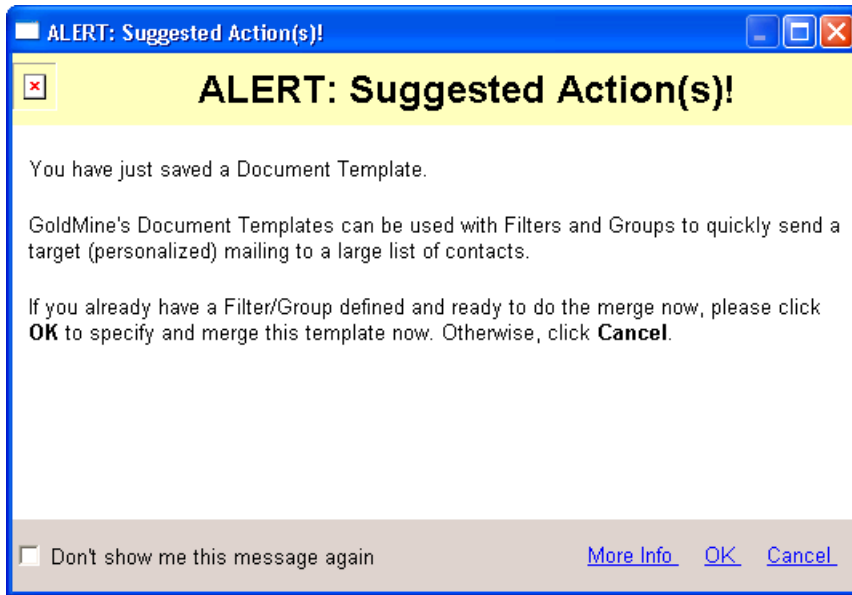 ALERT: Suggested Action(s)!
ALERT: Suggested Action(s)!
You have just saved a Document Template.
GoldMine's Document Templates can be used with Filters and Groups to quickly send a
target (personalized) mailing to a large list of contacts.
If you already have a Filter/Group defined and ready to do the merge now, please click
OK to specify and merge this template now. Otherwise, click Cancel.
Don't show me this message again
More Info OK Cancel